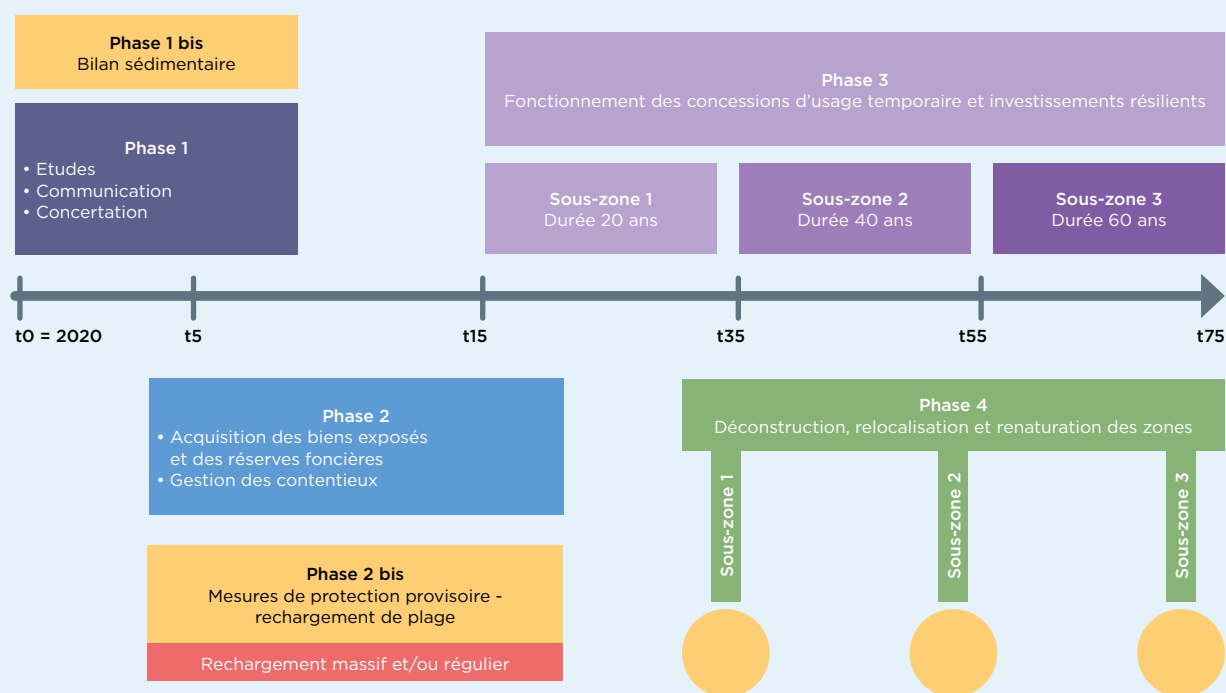 Phase 1 bis
Bilan sédimentaire
Phase 1
• Etudes
• Communication
• Concertation
Phase 3
Fonctionnement des concessions d'usage temporaire et investissements résilients
Sous-zone 1
Durée 20 ans
Sous-zone 2
Durée 40 ans
Sous-zone 3
Durée 60 ans
t0 = 2020
t5
t15
t35
t55
t75
Phase 2
• Acquisition des biens exposés
et des réserves foncières
• Gestion des contentieux
Phase 2 bis
Mesures de protection provisoire -
rechargement de plage
Rechargement massif et/ou régulier
Phase 4
Déconstruction, relocalisation et renaturation des zones
Sous-zone 1
Sous-zone 2
Sous-zone 3